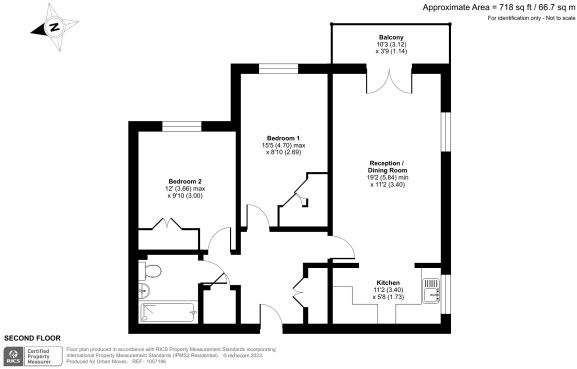 Approximate Area = 718 sq ft / 66.7 sq m
For identification only - Not to scale
N
Balcony
10'3 (3.12)
x 3'9 (1.14)
Bedroom 1
15'5 (4.70) max
x 8'10 (2.69)
Reception /
Dining Room
19'2 (5.84) min
x 11'2 (3.40)
Bedroom 2
12' (3.66) max
x 9'10 (3.00)
Kitchen
11'2 (3.40)
x 5'8 (1.73)
SECOND FLOOR
RICS
Certified
Property
Measurer
Floor plan produced in accordance with RICS Property Measurement Standards incorporating
International Property Measurement Standards (IPMS2 Residential). © nichecom 2023.
Produced for Urban Moves. REF: 1057186